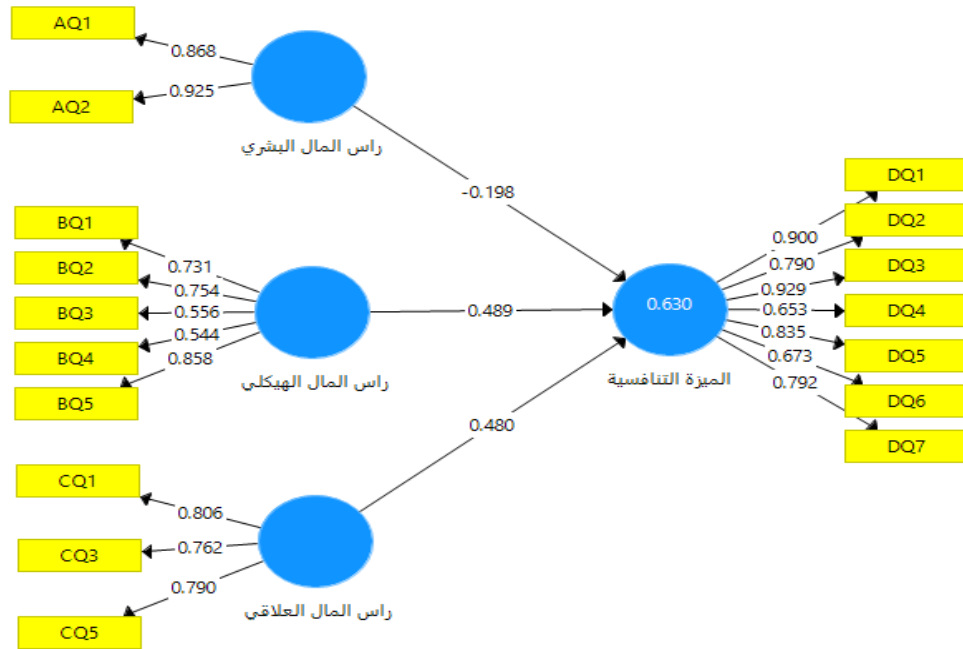 AQ1
0.868
AQ2
0.925
راس المال البشري
-0.198
BQ1
0.731
BQ2
0.754
BQ3
0.556
BQ4
0.544
BQ5
0.858
راس المال الهيكلي
0.489
CQ1
0.806
CQ3
0.762
CQ5
0.790
راس المال العلاقي
0.480
0.630
الميزة التنافسية
DQ1
0.900
DQ2
0.790
DQ3
0.929
DQ4
0.653
DQ5
0.835
DQ6
0.673
DQ7
0.792